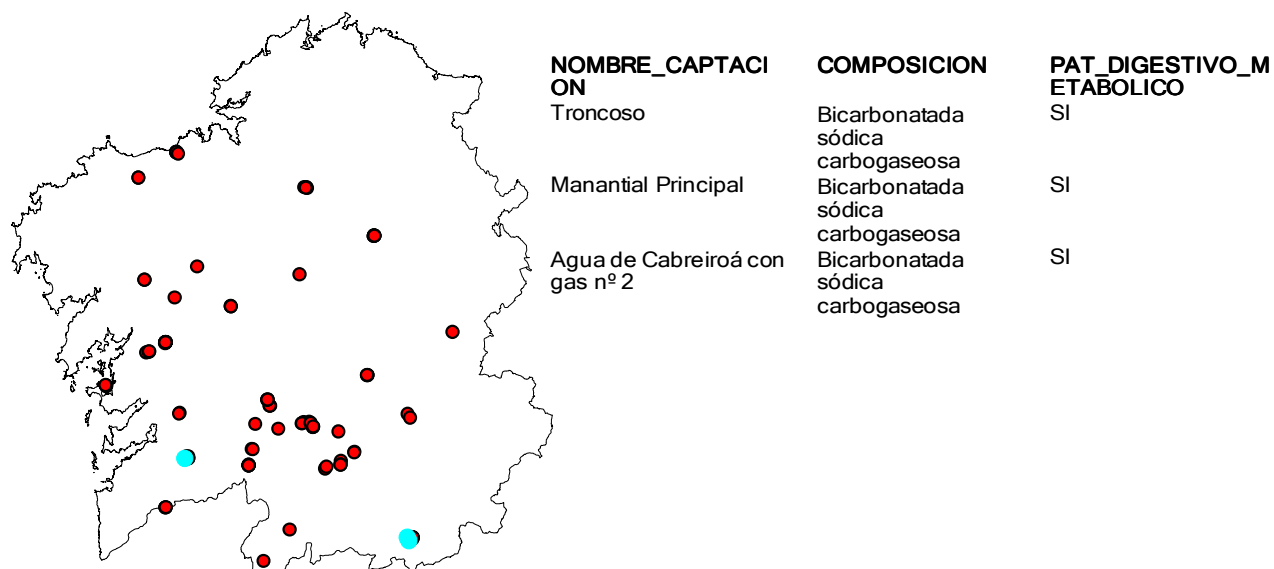 NOMBRE_CAPTACI COMPOSICION PAT_DIGESTIVO_M
ON ETABOLICO
Troncoso Bicarbonatada SI
sódica
carbogaseosa
Manantial Principal Bicarbonatada SI
sódica
carbogaseosa
Agua de Cabreiroá con Bicarbonatada SI
gas nº 2 sódica
carbogaseosa